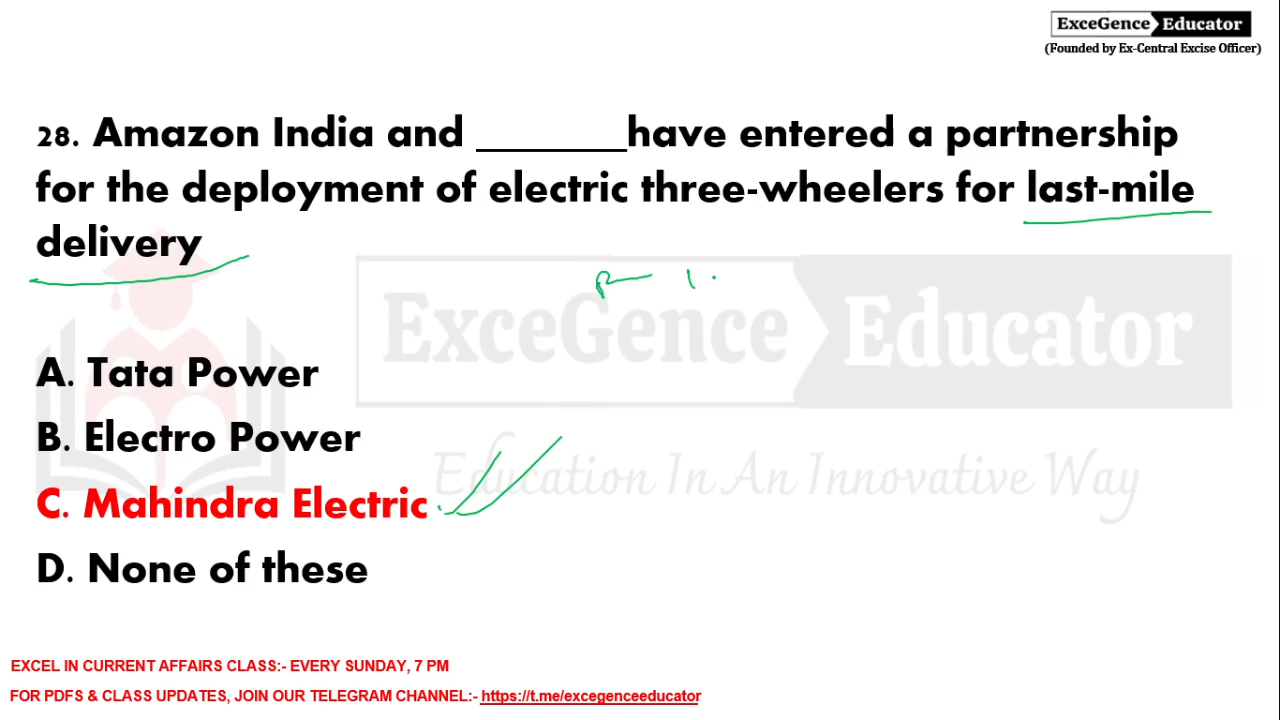 ExceGence Educator
(Founded by Ex-Central Excise Officer)
28. Amazon India and _______have entered a partnership
for the deployment of electric three-wheelers for last-mile
delivery
ExceGence Educator
A. Tata Power
B. Electro Power
Education In An Innovative Way
C. Mahindra Electric
D. None of these
EXCEL IN CURRENT AFFAIRS CLASS:- EVERY SUNDAY, 7 PM
FOR PDFS & CLASS UPDATES, JOIN OUR TELEGRAM CHANNEL:- https://t.me/excegenceeducator